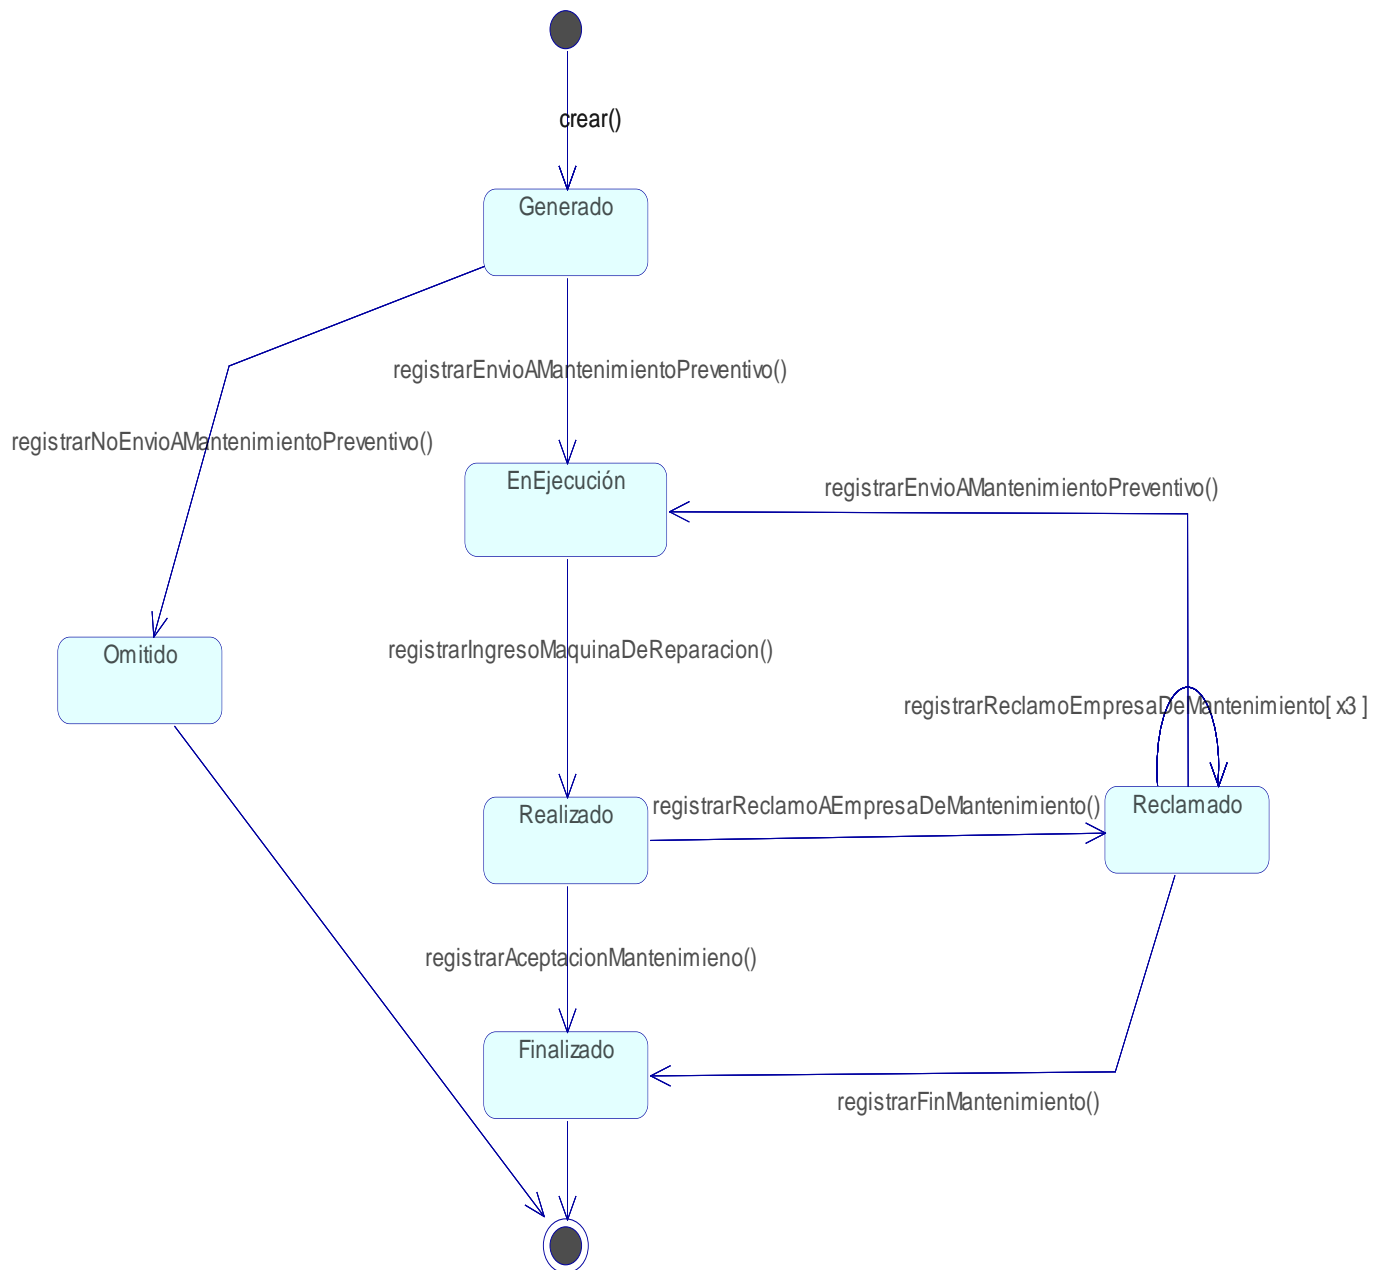 crear()
Generado
registrarEnvioAMantenimientoPreventivo()
registrarNoEnvioAMantenimientoPreventivo()
EnEjecución
registrarEnvioAMantenimientoPreventivo()
registrarIngresoMaquinaDeReparacion()
Omitido
registrarReclamoEmpresaDeMantenimiento[ x3 ]
Realizado
registrarReclamoAEmpresaDeMantenimiento()
Reclamado
registrarAceptacionMantenimieno()
Finalizado
registrarFinMantenimiento()